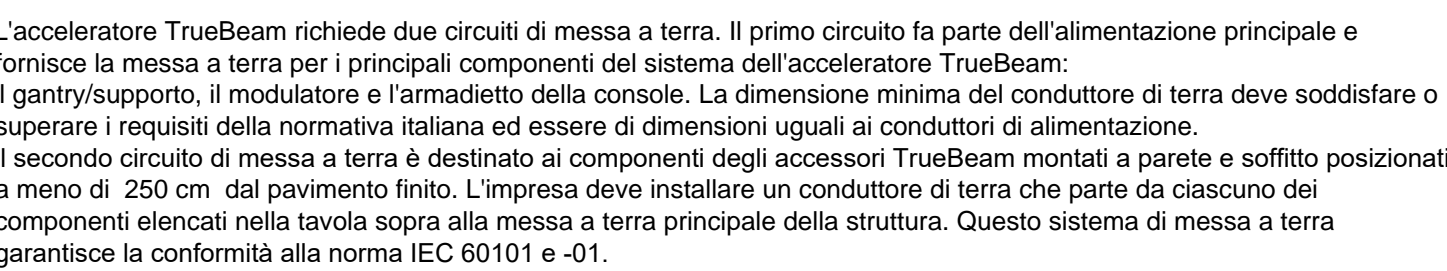 L'acceleratore TrueBeam richiede due circuiti di messa a terra. Il primo circuito fa parte dell'alimentazione principale e
fornisce la messa a terra per i principali componenti del sistema dell'acceleratore TrueBeam:
il gantry/supporto, il modulatore e l'armadietto della console. La dimensione minima del conduttore di terra deve soddisfare o
superare i requisiti della normativa italiana ed essere di dimensioni uguali ai conduttori di alimentazione.
Il secondo circuito di messa a terra è destinato ai componenti degli accessori TrueBeam montati a parete e soffitto posizionati
a meno di 250 cm dal pavimento finito. L'impresa deve installare un conduttore di terra che parte da ciascuno dei
componenti elencati nella tavola sopra alla messa a terra principale della struttura. Questo sistema di messa a terra
garantisce la conformità alla norma IEC 60101 e -01.